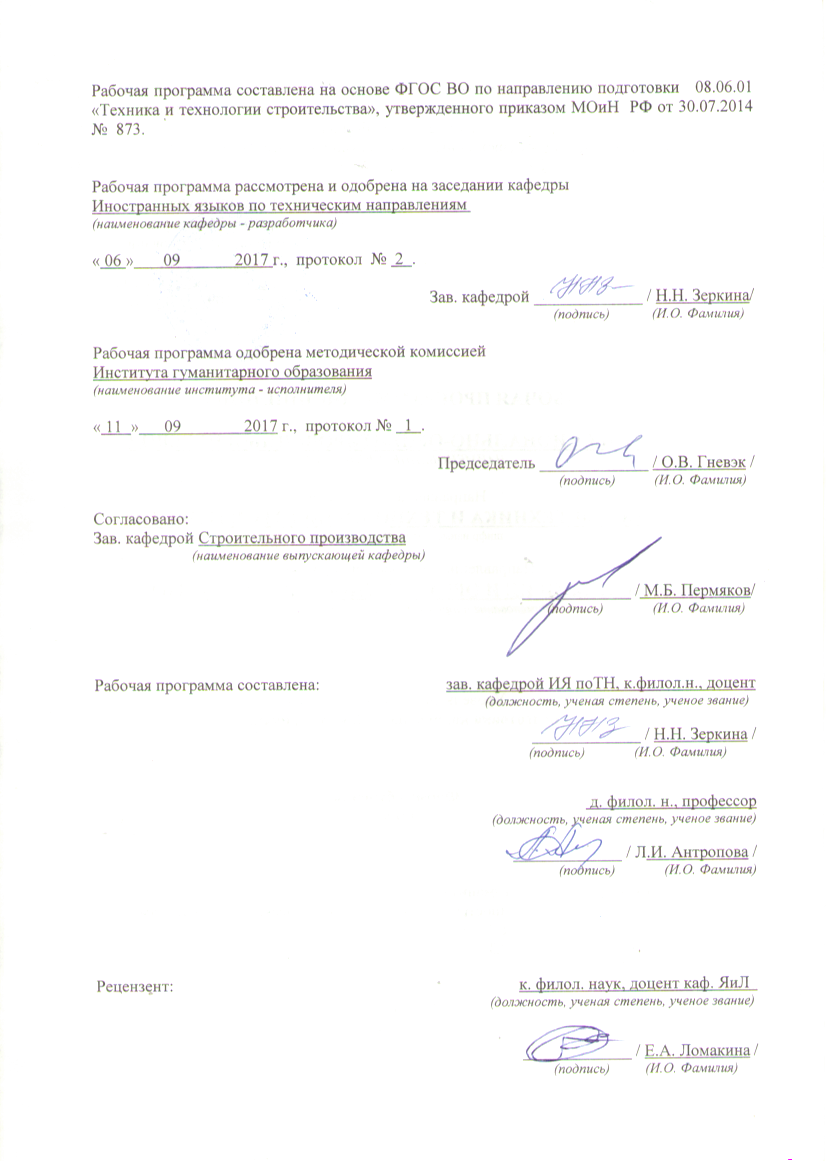 Рабочая программа составлена на основе ФГОС ВО по направлению подготовки 08.06.01
«Техника и технологии строительства», утвержденного приказом МОиН РФ от 30.07.2014
№ 873.
Рабочая программа рассмотрена и одобрена на заседании кафедры
Иностранных языков по техническим направлениям
(наименование кафедры - разработчика)
« 06 » 09 2017 г., протокол № 2 .
Зав. кафедрой / Н.Н. Зеркина/
(подпись) (И.О. Фамилия)
Рабочая программа одобрена методической комиссией
Института гуманитарного образования
(наименование института - исполнителя)
« 11 » 09 2017 г., протокол № 1 .
Председатель / О.В. Гневэк /
(подпись) (И.О. Фамилия)
Согласовано:
Зав. кафедрой Строительного производства
(наименование выпускающей кафедры)
/ М.Б. Пермяков/
(подпись) (И.О. Фамилия)
Рабочая программа составлена: зав. кафедрой ИЯ поТН, к.филол.н., доцент
(должность, ученая степень, ученое звание)
/ Н.Н. Зеркина /
(подпись) (И.О. Фамилия)
д. филол. н., профессор
(должность, ученая степень, ученое звание)
/ Л.И. Антропова /
(подпись) (И.О. Фамилия)
Рецензент: к. филол. наук, доцент каф. ЯиЛ
(должность, ученая степень, ученое звание)
/ Е.А. Ломакина /
(подпись) (И.О. Фамилия)